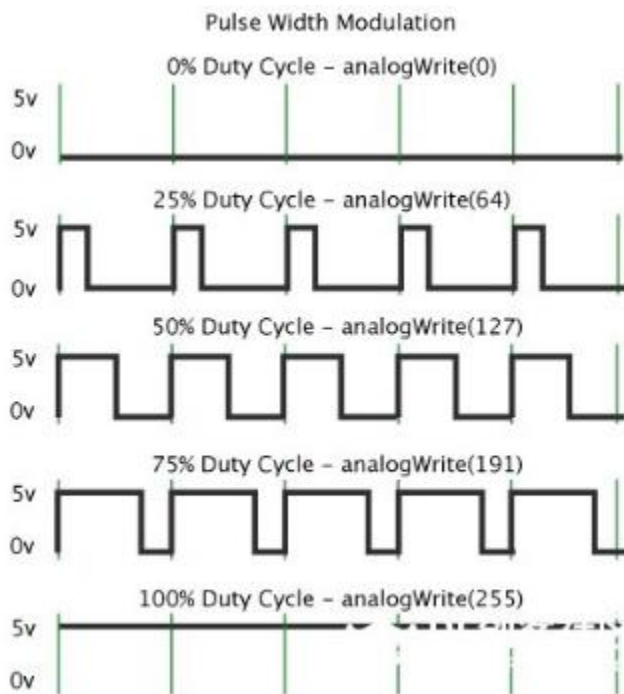 Pulse Width Modulation
0% Duty Cycle – analogWrite(0)
5v
0v
25% Duty Cycle – analogWrite(64)
5v
0v
50% Duty Cycle – analogWrite(127)
5v
0v
75% Duty Cycle – analogWrite(191)
5v
0v
100% Duty Cycle – analogWrite(255)
5v
0v